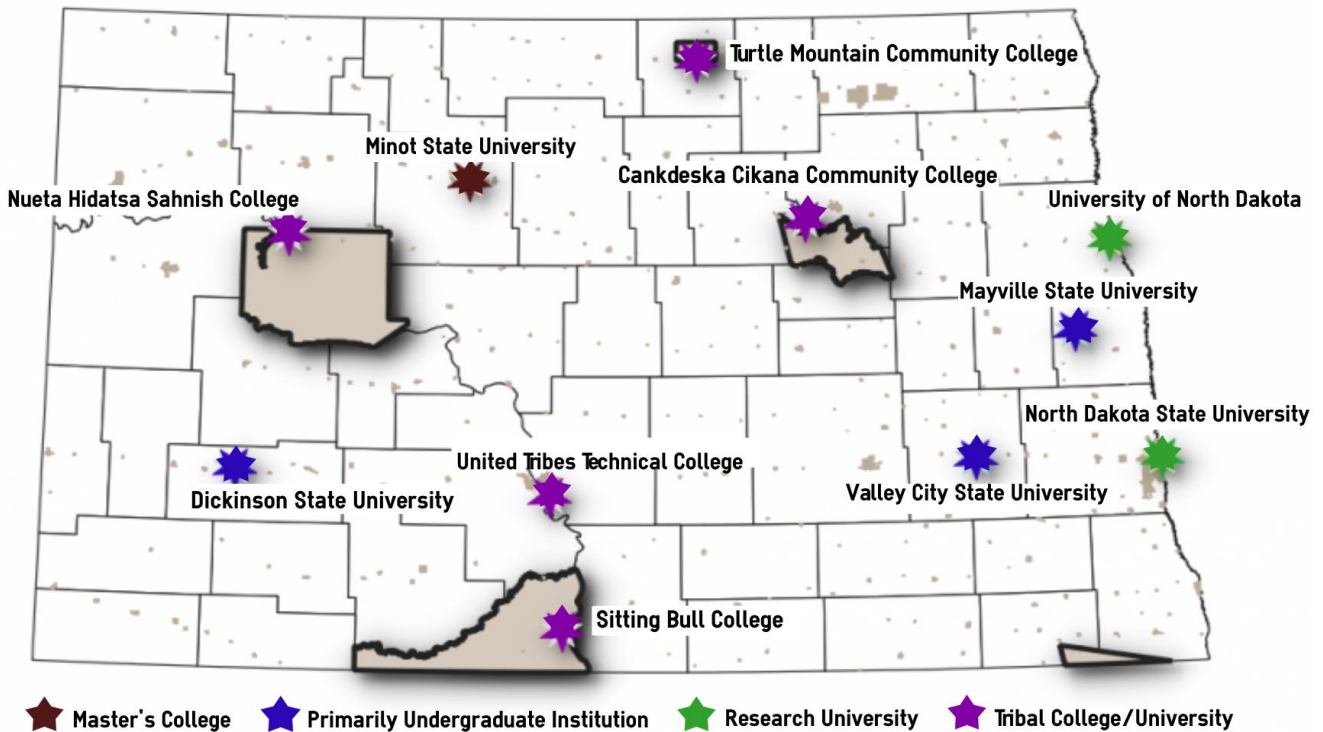 Turtle Mountain Community College
Minot State University
Cankdeska Cikana Community College
Nueta Hidatsa Sahnish College
University of North Dakota
Mayville State University
North Dakota State University
United Tribes Technical College
Dickinson State University
Valley City State University
Sitting Bull College
Master's College
Primarily Undergraduate Institution
Research University
Tribal College/University